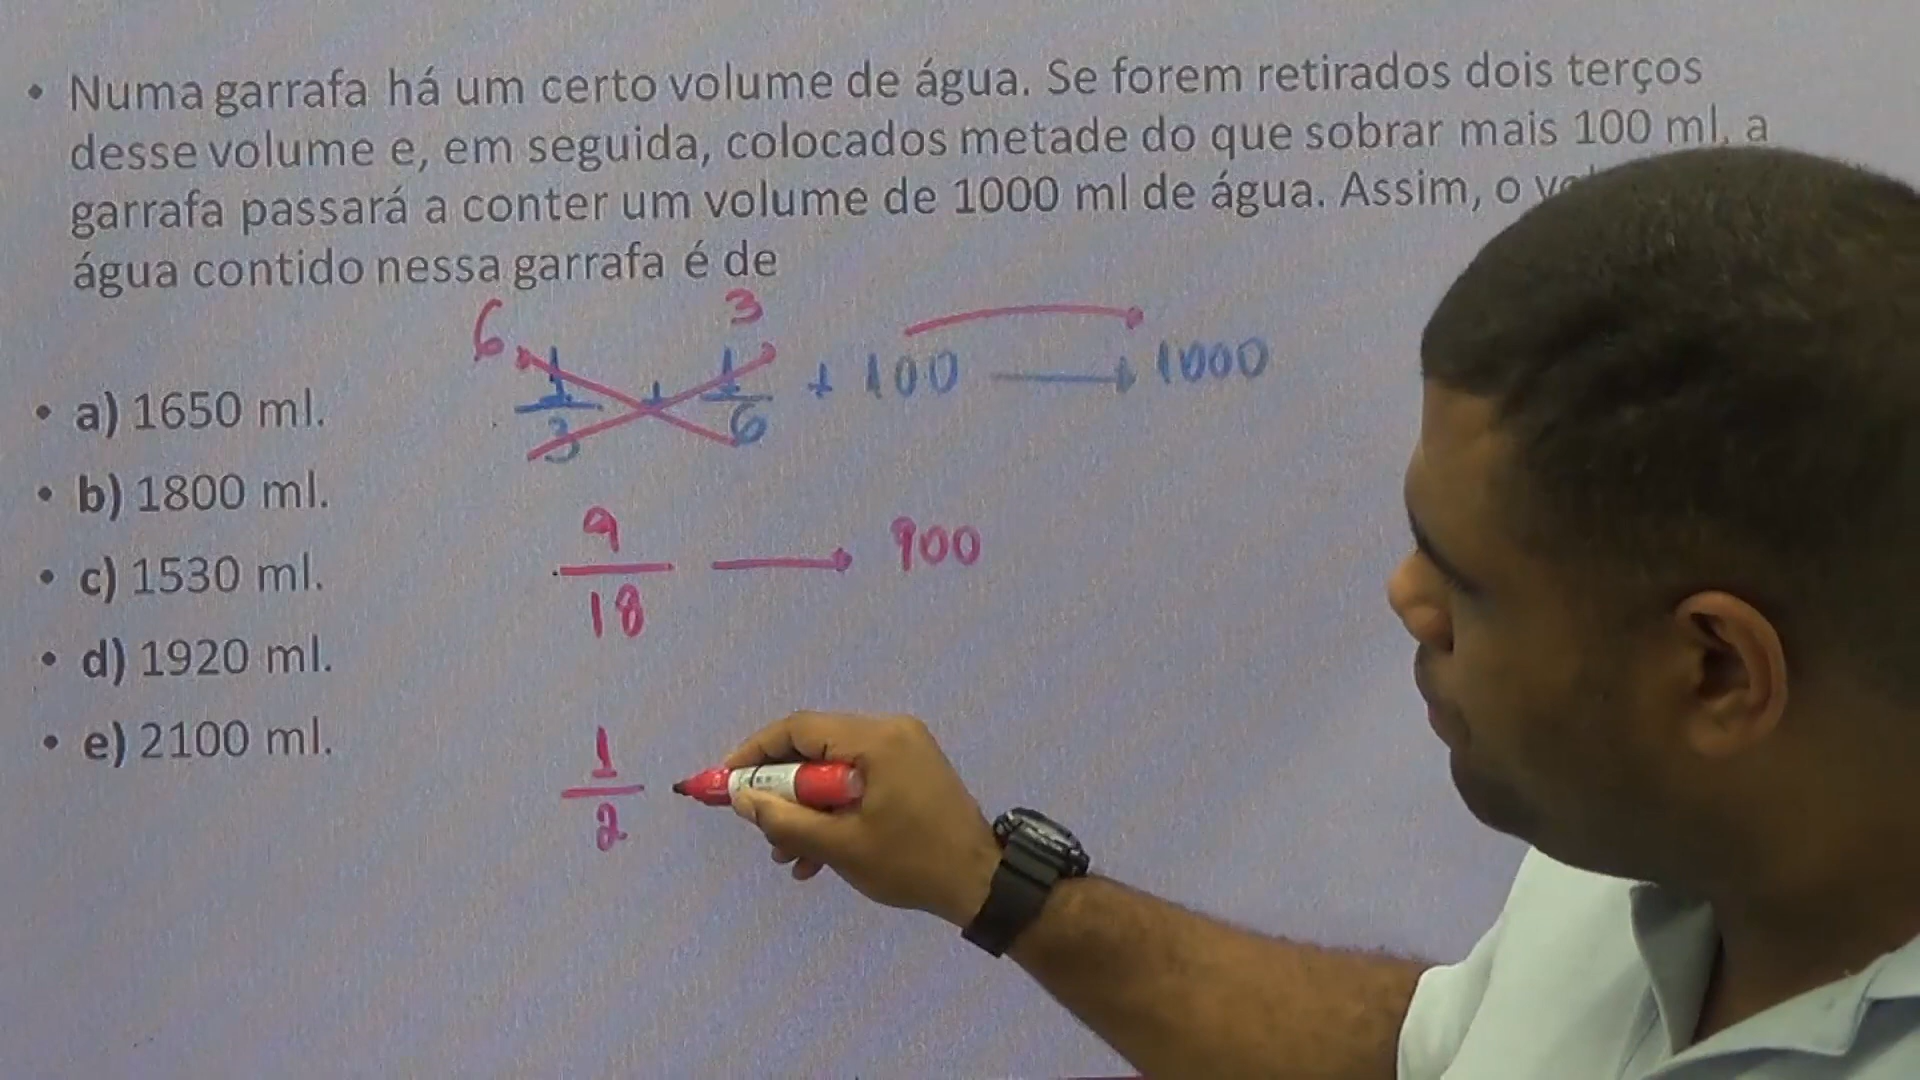 • Numa garrafa há um certo volume de água. Se forem retirados dois terços
desse volume e, em seguida, colocados metade do que sobrar mais 100 ml, a
garrafa passará a conter um volume de 1000 ml de água. Assim, o
água contido nessa garrafa é de
6 3
1/3 + 1/6 + 100 → 1000
• a) 1650 ml.
• b) 1800 ml.
9/18 → 900
• c) 1530 ml.
• d) 1920 ml.
• e) 2100 ml.
1/2